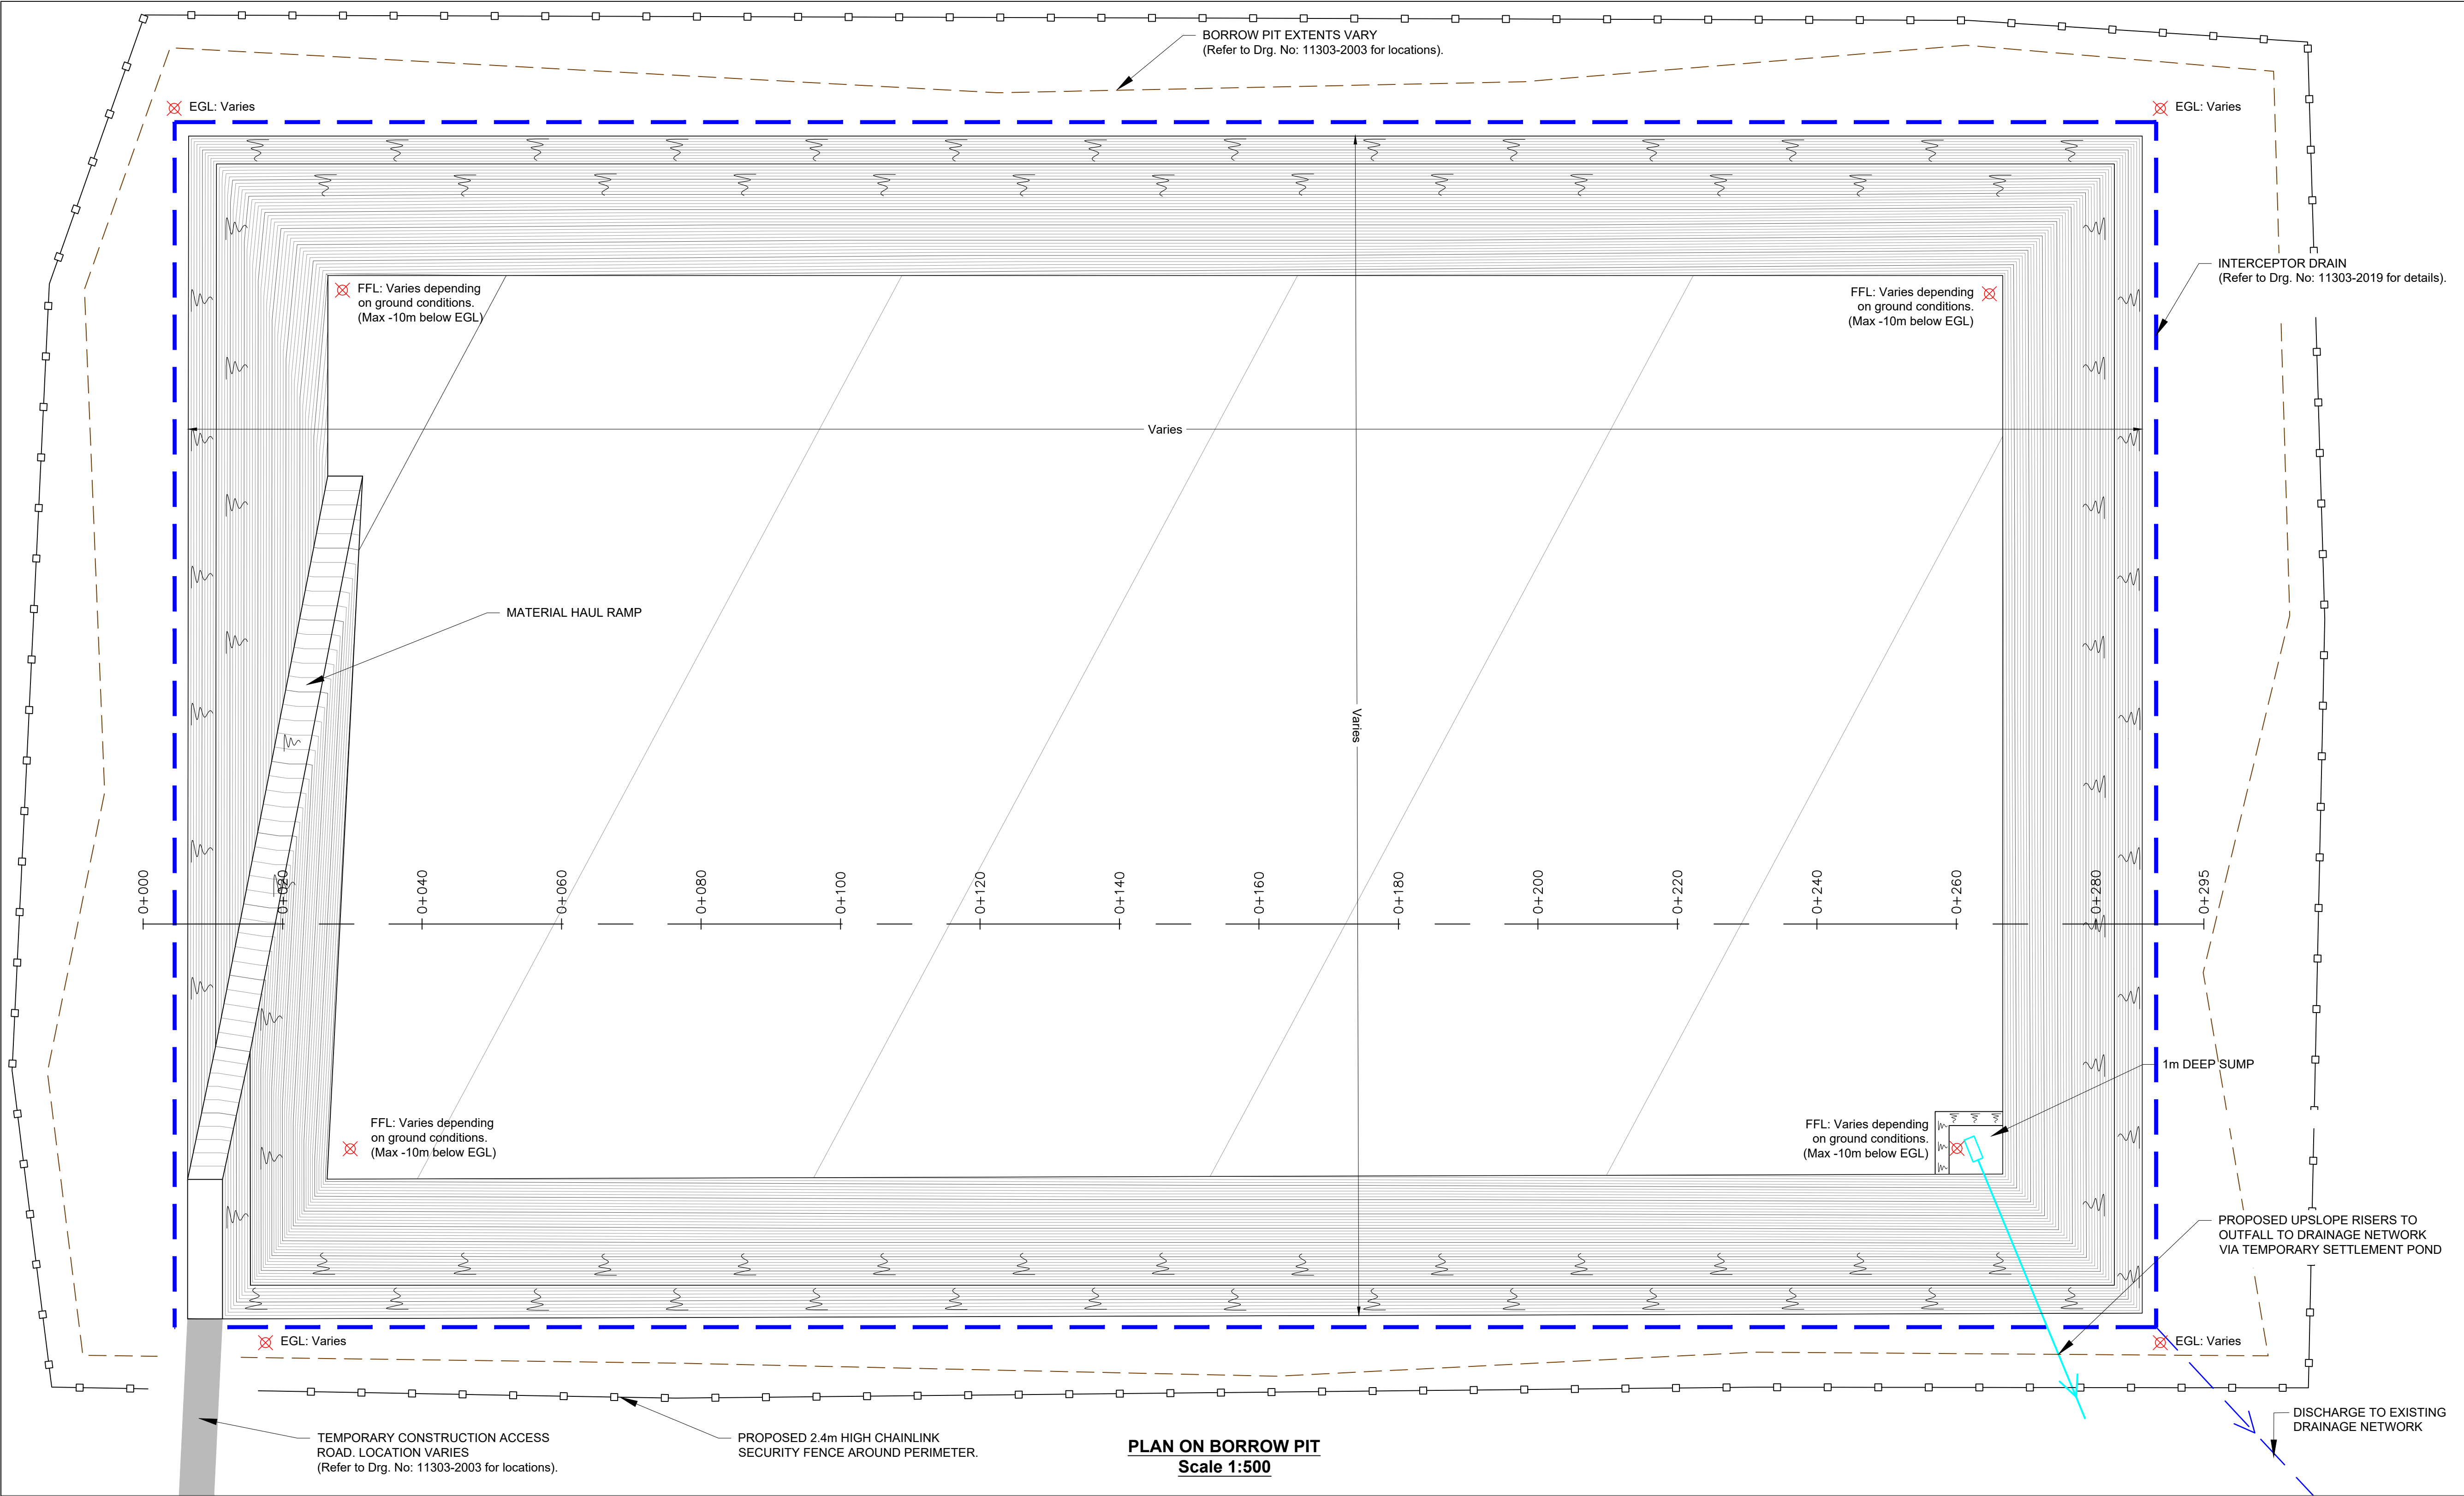 BORROW PIT EXTENTS VARY
(Refer to Drg. No: 11303-2003 for locations).
EGL: Varies
EGL: Varies
INTERCEPTOR DRAIN
(Refer to Drg. No: 11303-2019 for details).
FFL: Varies depending
on ground conditions.
(Max -10m below EGL)
FFL: Varies depending
on ground conditions.
(Max -10m below EGL)
Varies
MATERIAL HAUL RAMP
Varies
0+000
0+020
0+040
0+060
0+080
0+100
0+120
0+140
0+160
0+180
0+200
0+220
0+240
0+260
0+280
0+295
1m DEEP SUMP
FFL: Varies depending
on ground conditions.
(Max -10m below EGL)
FFL: Varies depending
on ground conditions.
(Max -10m below EGL)
PROPOSED UPSLOPE RISERS TO
OUTFALL TO DRAINAGE NETWORK
VIA TEMPORARY SETTLEMENT POND
EGL: Varies
EGL: Varies
TEMPORARY CONSTRUCTION ACCESS
ROAD. LOCATION VARIES
(Refer to Drg. No: 11303-2003 for locations).
PROPOSED 2.4m HIGH CHAINLINK
SECURITY FENCE AROUND PERIMETER.
DISCHARGE TO EXISTING
DRAINAGE NETWORK
PLAN ON BORROW PIT
Scale 1:500